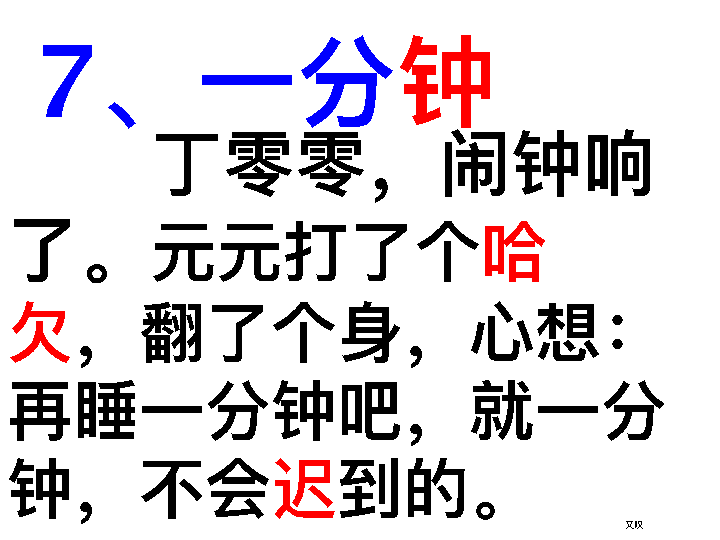 7、一分钟
丁零零，闹钟响
了。元元打了个哈
欠，翻了个身，心想：
再睡一分钟吧，就一分
钟，不会迟到的。
又叹